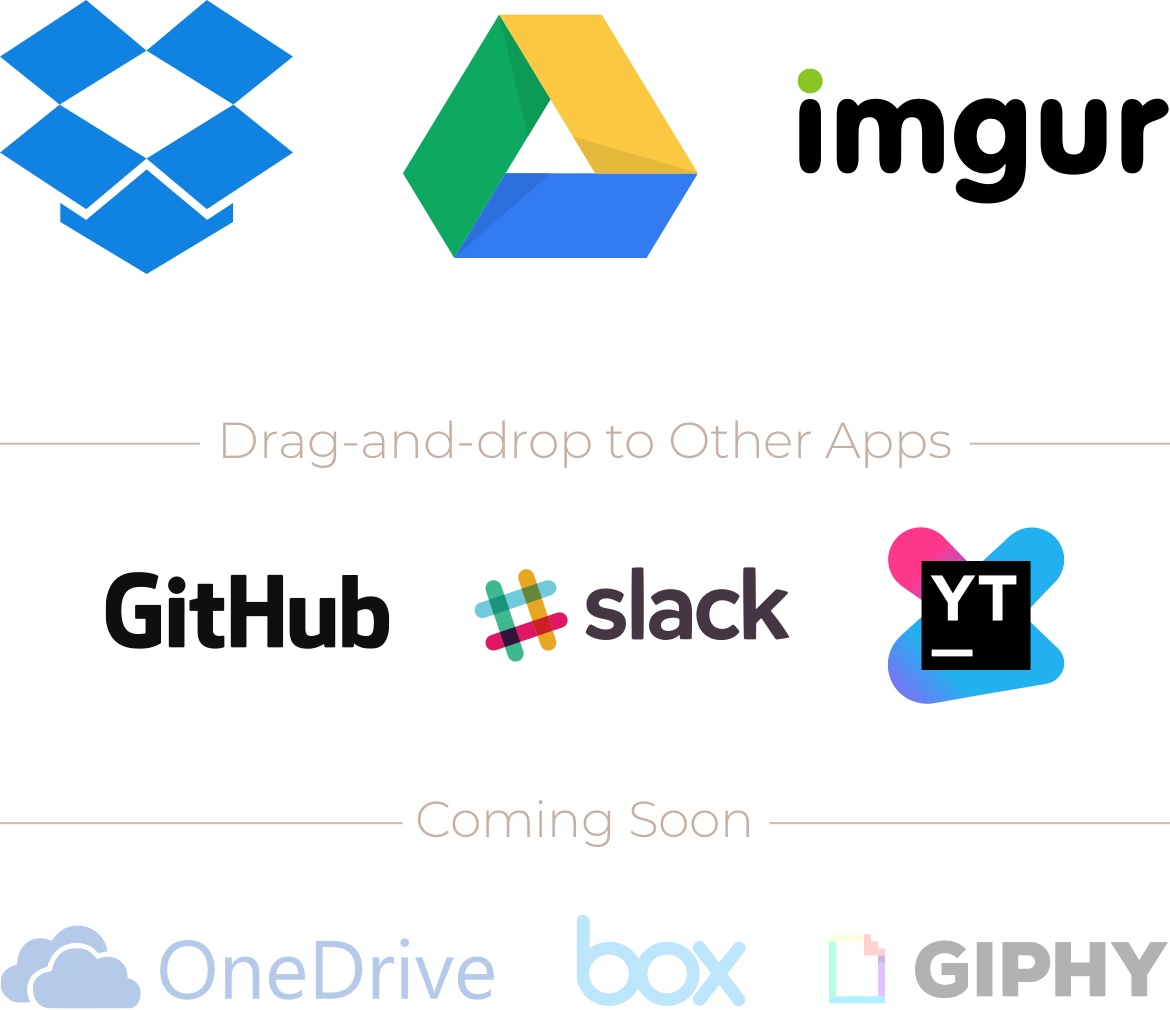 imgur
Drag-and-drop to Other Apps
GitHub slack YT
Coming Soon
OneDrive box GIPHY